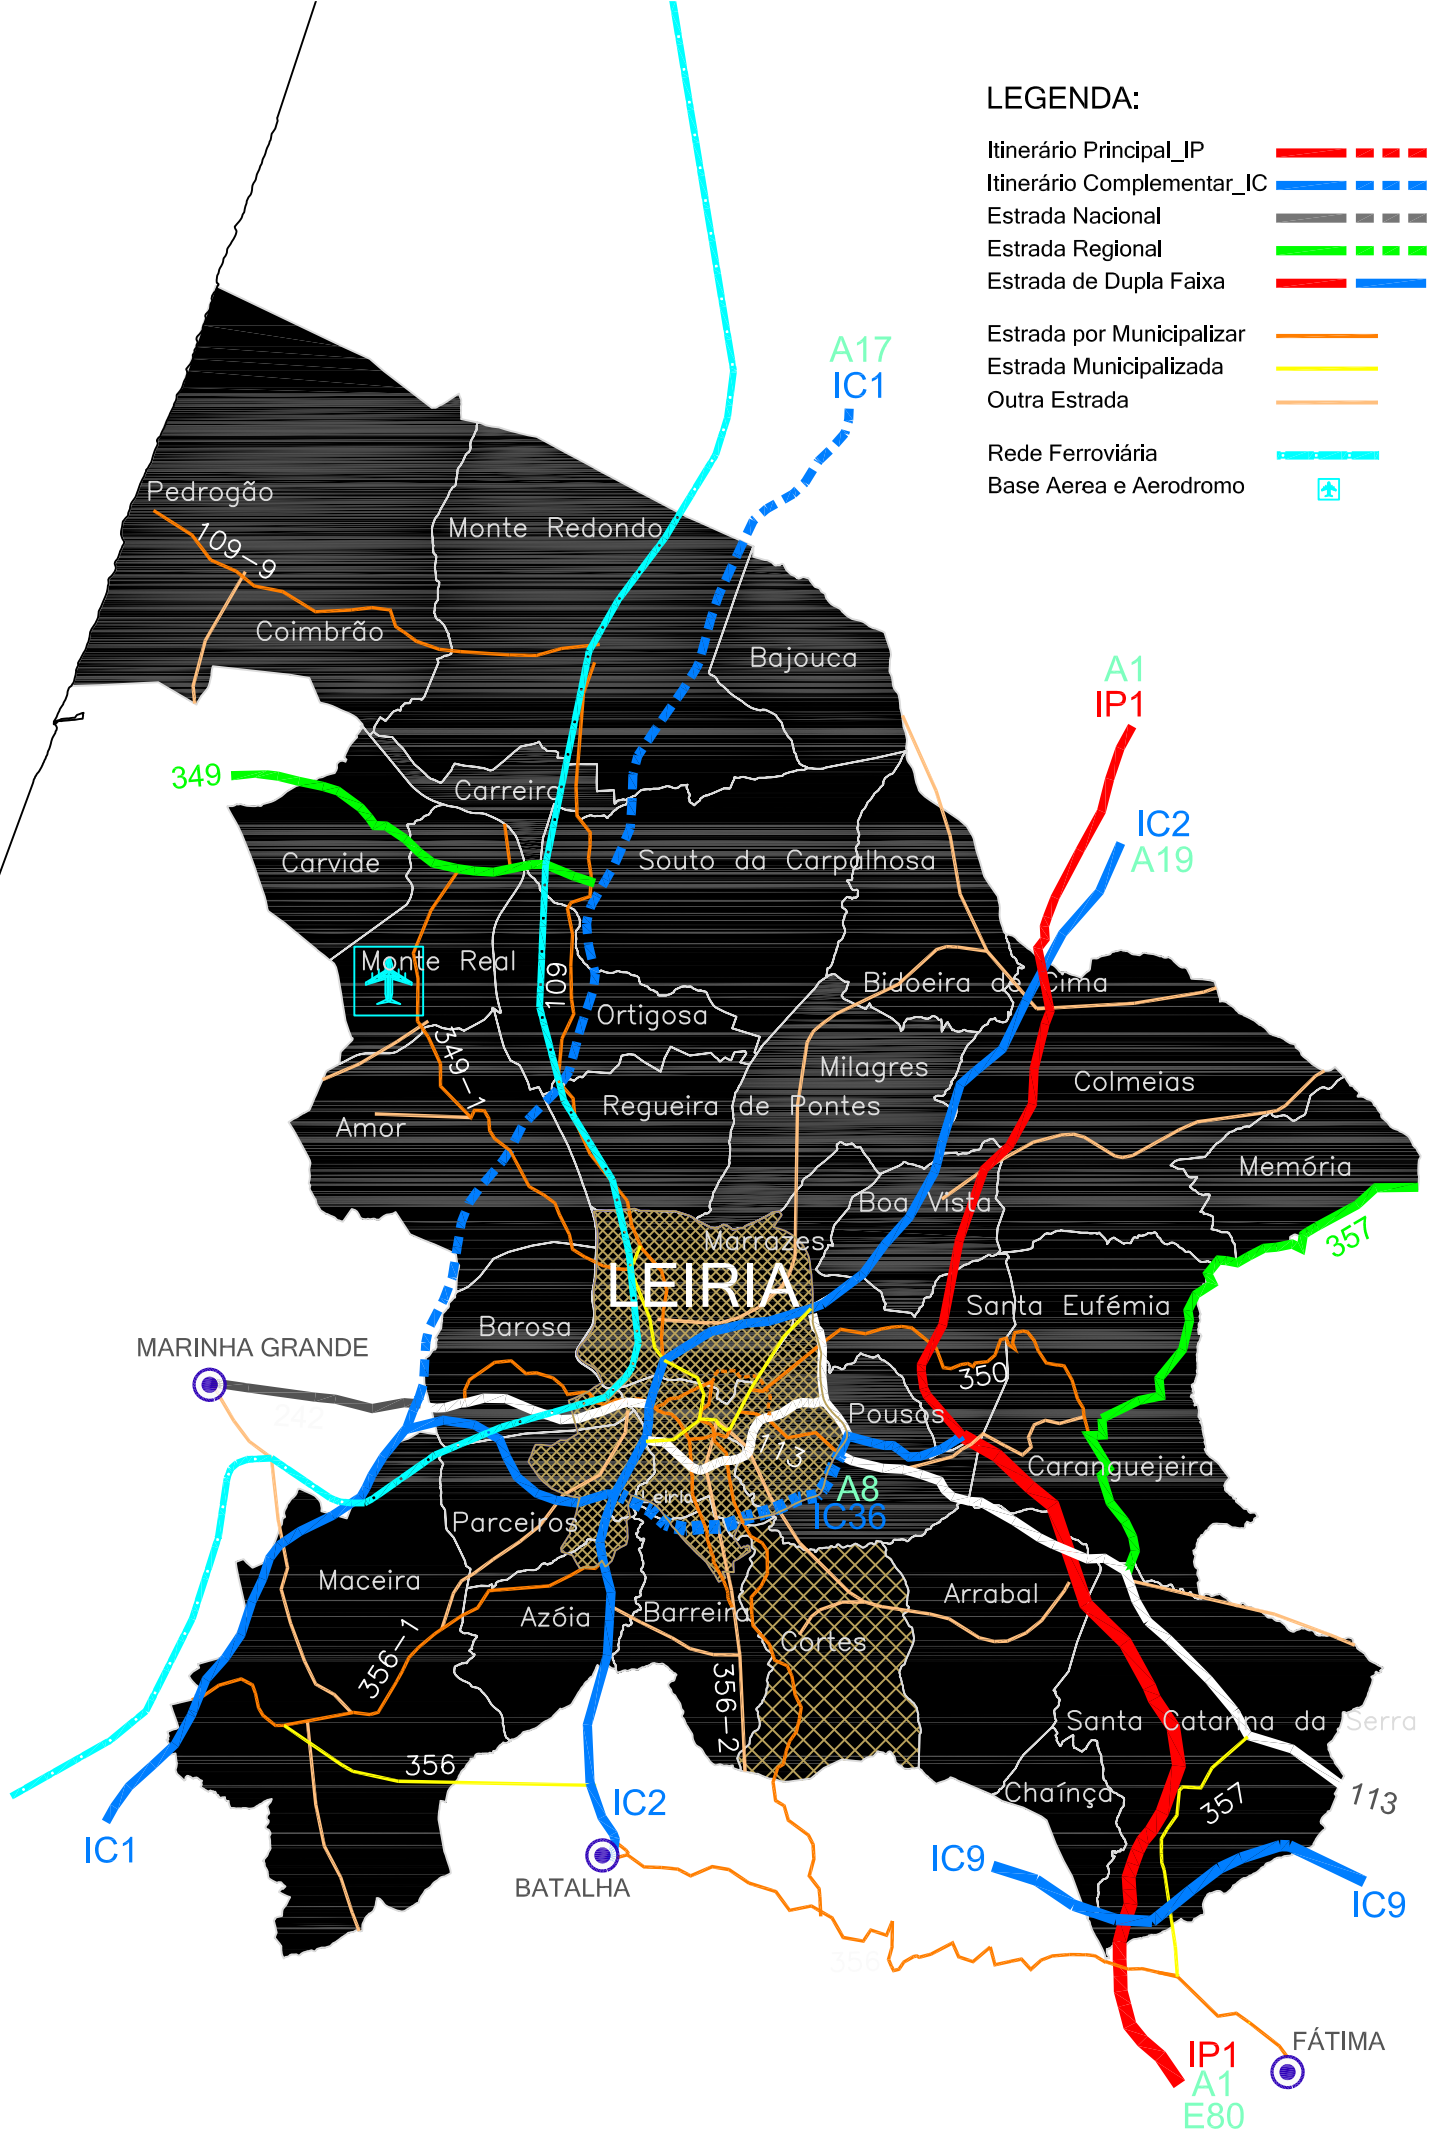 LEGENDA:
Itinerário Principal_IP
Itinerário Complementar_IC
Estrada Nacional
Estrada Regional
Estrada de Dupla Faixa
Estrada por Municipalizar
Estrada Municipalizada
Outra Estrada
Rede Ferroviária
Base Aerea e Aerodromo
A17
IC1
Pedrogão
109-9
Monte Redondo
Coimbrão
Bajouca
A1
IP1
349
Carreira
IC2
A19
Carvide
Souto da Carpalhosa
Monte Real
109
Bidoeira de Cima
Ortigosa
349-1
Milagres
Colmeias
Regueira de Pontes
Amor
Memória
Boa Vista
357
Marrazes
LEIRIA
Santa Eufémia
Barosa
MARINHA GRANDE
350
242
Pousos
113
Caranguejeira
A8
IC36
Leiria
Parceiros
Maceira
Azóia
Barreira
Arrabal
Cortes
356-1
356-2
Santa Catarina da Serra
356
Chaínça
357
113
IC2
IC1
BATALHA
IC9
IC9
356
FÁTIMA
IP1
A1
E80